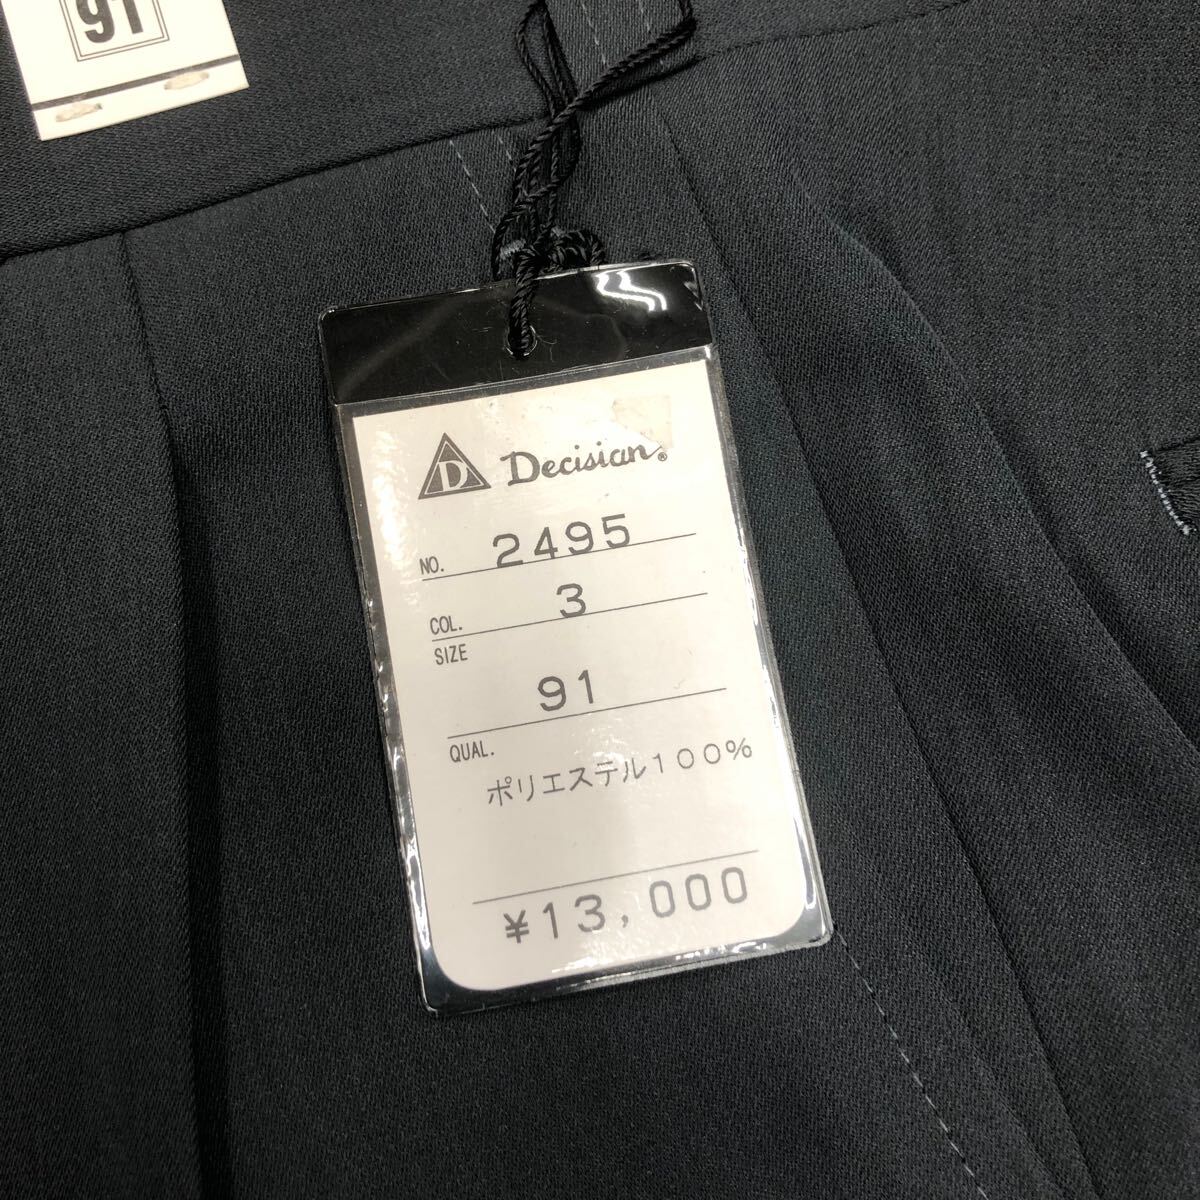 91
D Decisian®
NO. 2495
COL. 3
SIZE
91
QUAL.
ポリエステル100%
¥13,000